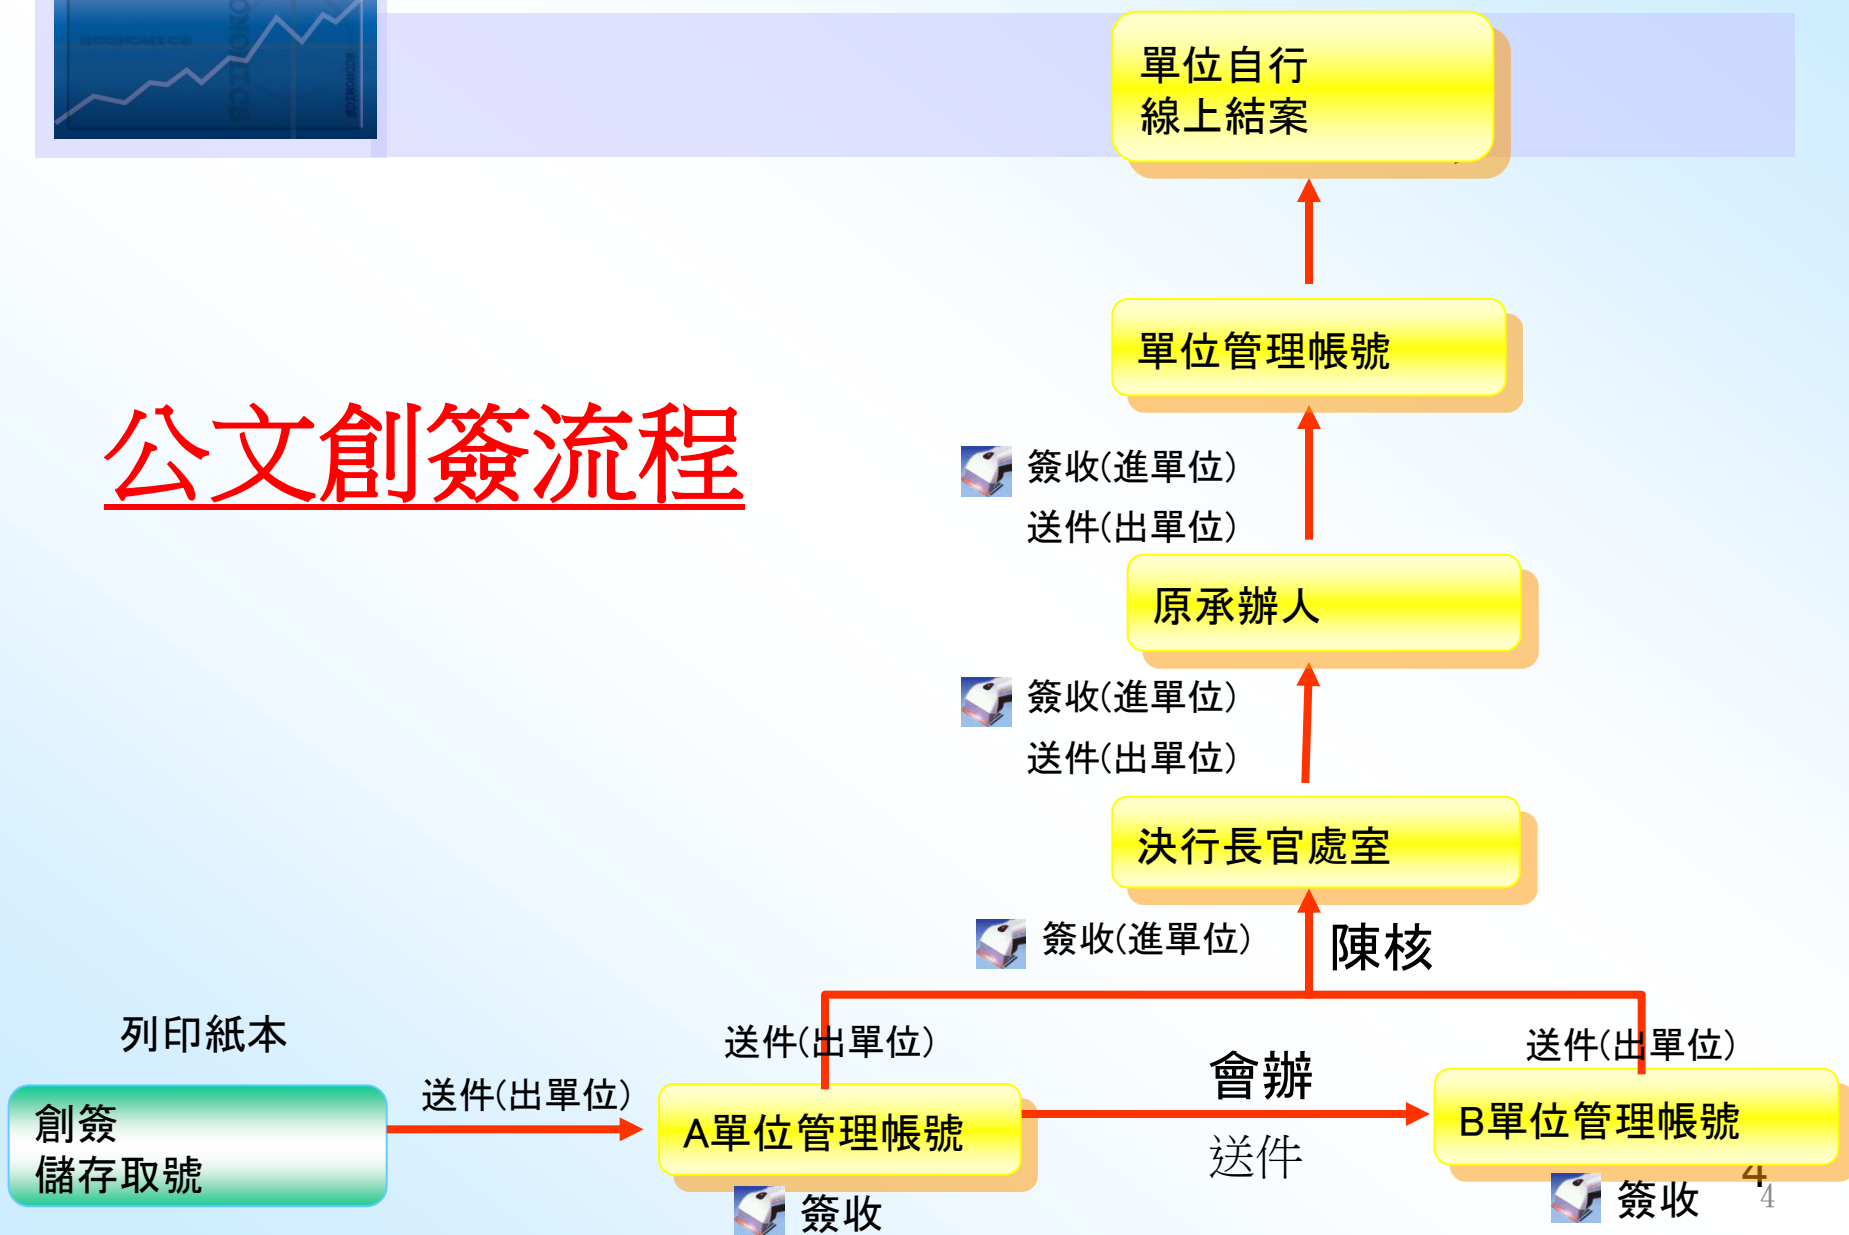 ECONOMICS
ONOMICS
ECONOMICS
單位自行
線上結案
單位管理帳號
公文創簽流程
簽收(進單位)
送件(出單位)
原承辦人
簽收(進單位)
送件(出單位)
決行長官處室
簽收(進單位)
陳核
列印紙本
送件(出單位)
送件(出單位)
會辦
送件(出單位)
創簽
儲存取號
A單位管理帳號
送件
B單位管理帳號
簽收
簽收
4
4